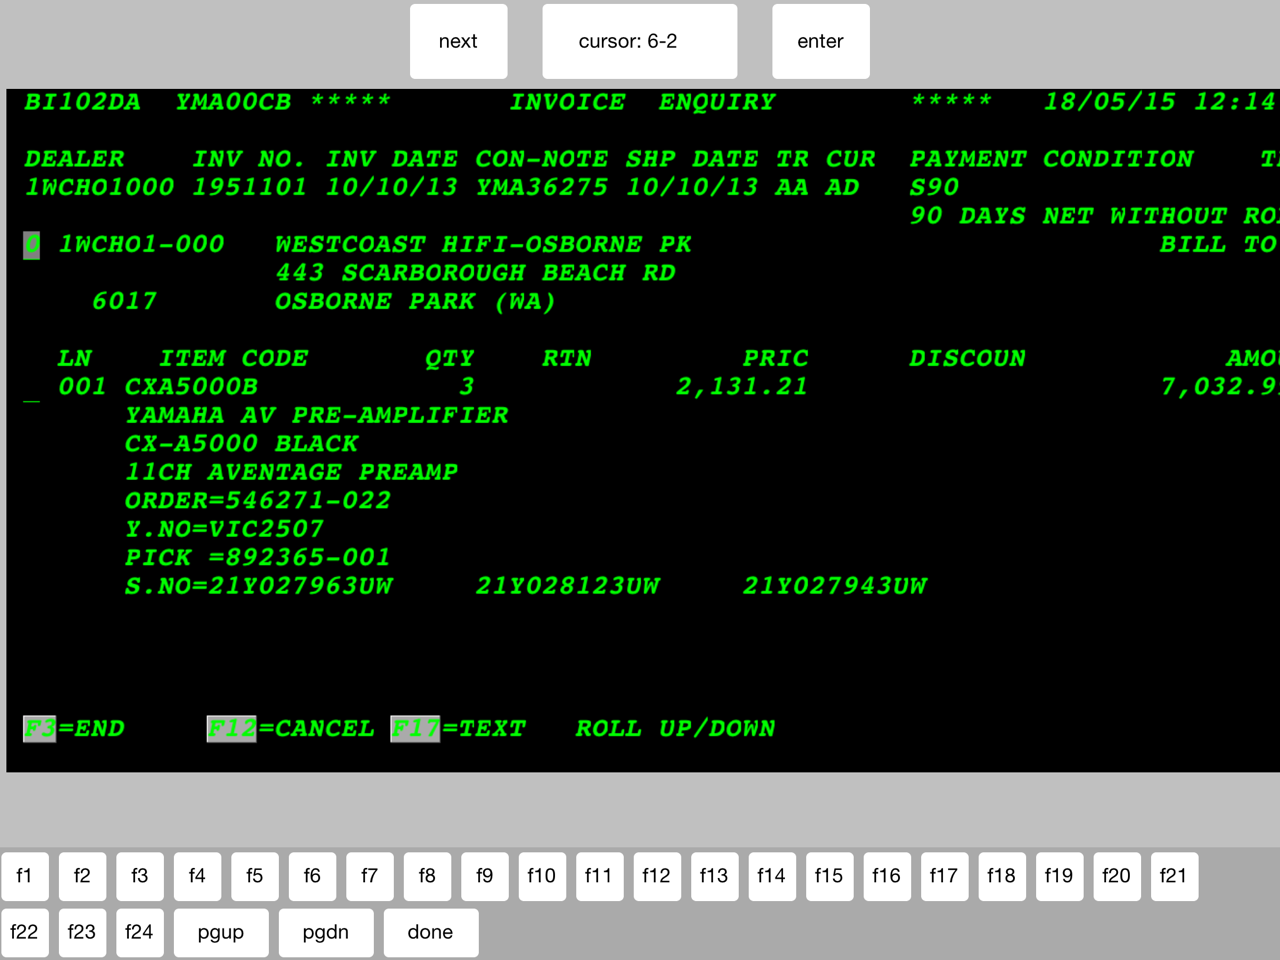 next cursor: 6-2 enter
BI102DA YMA00CB ***** INVOICE ENQUIRY ***** 18/05/15 12:14
DEALER INV NO. INV DATE CON-NOTE SHP DATE TR CUR PAYMENT CONDITION
1WCHO1000 1951101 10/10/13 YMA36275 10/10/13 AA AD S90
90 DAYS NET WITHOUT
0 1WCHO1-000 WESTCOAST HIFI-OSBORNE PK BILL TO
443 SCARBOROUGH BEACH RD
6017 OSBORNE PARK (WA)
LN ITEM CODE QTY RTN PRIC DISCOUN
_ 001 CXA5000B 3 2,131.21
YAMAHA AV PRE-AMPLIFIER
CX-A5000 BLACK
11CH AVENTAGE PREAMP
ORDER=546271-022
Y.NO=VIC2507
PICK =892365-001
S.NO=21Y027963UW 21Y028123UW 21Y027943UW
F3=END F12=CANCEL F17=TEXT ROLL UP/DOWN
f1 f2 f3 f4 f5 f6 f7 f8 f9 f10 f11 f12 f13 f14 f15 f16 f17 f18 f19 f20 f21
f22 f23 f24 pgup pgdn done